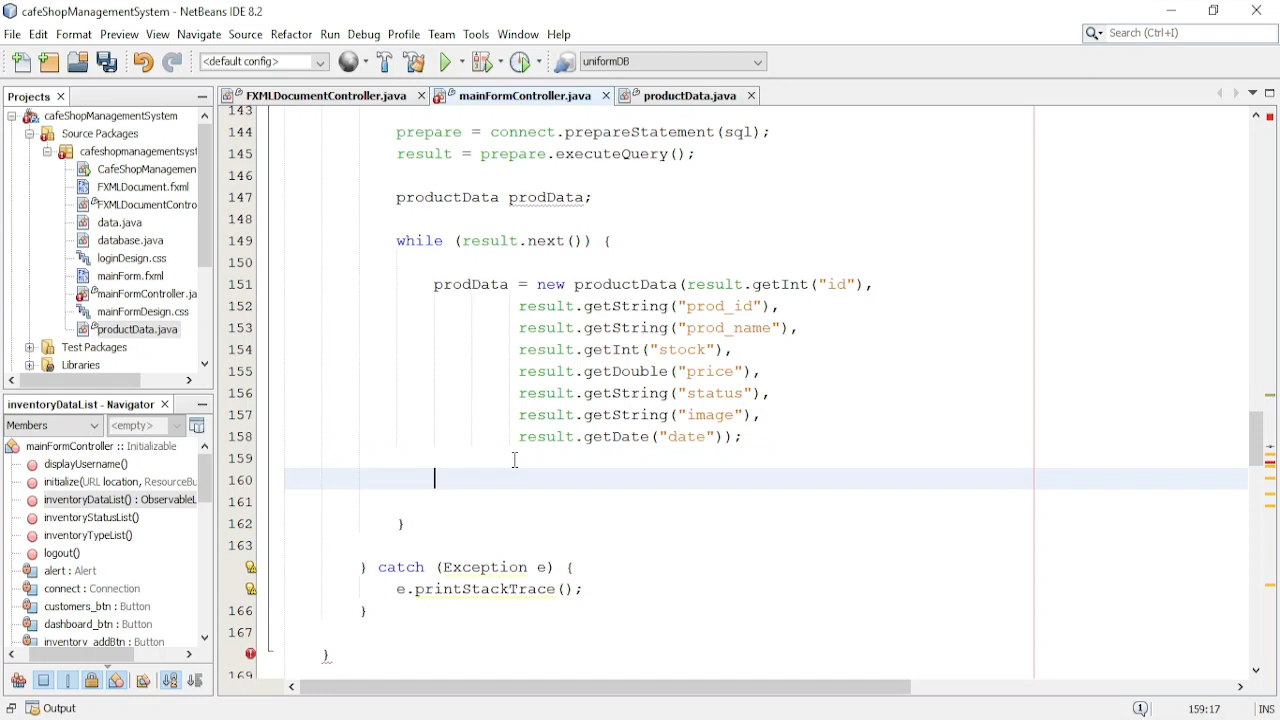 cafeShopManagementSystem - NetBeans IDE 8.2
File Edit Format Preview View Navigate Source Refactor Run Debug Profile Team Tools Window Help
Search (Ctrl+I)
<default config>
uniformDB
Projects
FXMLDocumentController.java
mainFormController.java
productData.java
cafeShopManagementSystem
Source Packages
cafeshopmanagementsyst
CafeShopManagemen
FXMLDocument.fxml
FXMLDocumentContro
data.java
database.java
loginDesign.css
mainForm.fxml
mainFormController.ja
mainFormDesign.css
productData.java
Test Packages
Libraries
inventoryDataList - Navigator
Members
<empty>
mainFormController :: Initializable
displayUsername()
initialize(URL location, ResourceBu
inventoryDataList() : ObservableL
inventoryStatusList()
inventoryTypeList()
logout()
alert : Alert
connect : Connection
customers_btn : Button
dashboard_btn : Button
inventory_addBtn : Button
143
144 prepare = connect.prepareStatement(sql);
145 result = prepare.executeQuery();
146
147 productData prodData;
148
149 while (result.next()) {
150
151 prodData = new productData(result.getInt("id"),
152 result.getString("prod_id"),
153 result.getString("prod_name"),
154 result.getInt("stock"),
155 result.getDouble("price"),
156 result.getString("status"),
157 result.getString("image"),
158 result.getDate("date"));
159
160
161
162 }
163
} catch (Exception e) {
e.printStackTrace();
166 }
167
}
169
Output
1
159:17
INS